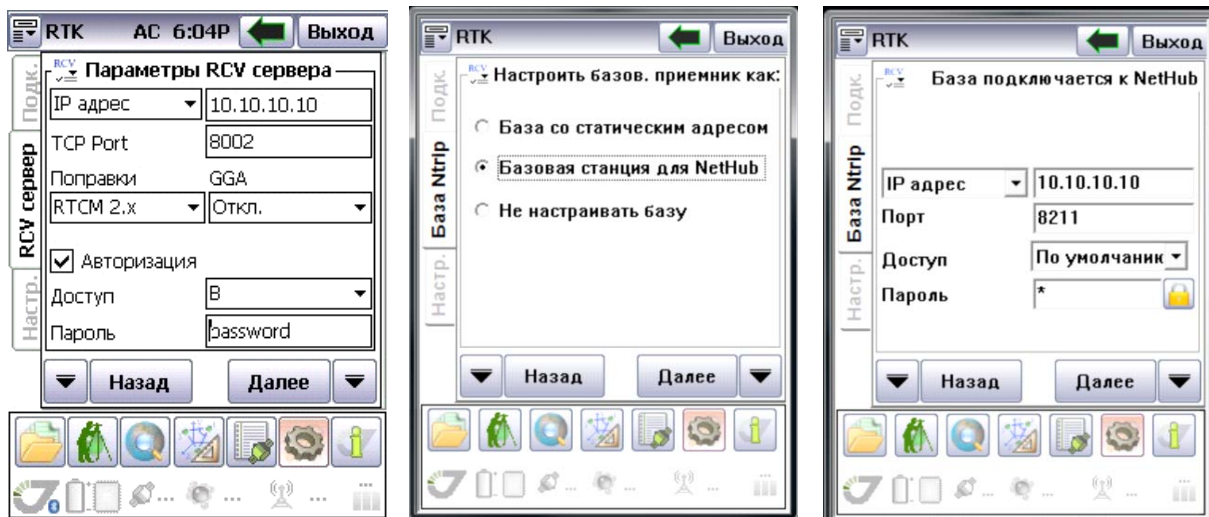 RTK AC 6:04P Выход
Подк.
RCV сервер
Настр.
RCV Параметры RCV сервера
IP адрес 10.10.10.10
TCP Port 8002
Поправки GGA
RTCM 2.x Откл.
Авторизация
Доступ B
Пароль password
Назад Далее
...
...
...
RTK Выход
Подк.
База Ntrip
Настр.
RCV Настроить базов. приемник как:
База со статическим адресом
Базовая станция для NetHub
Не настраивать базу
Назад Далее
...
...
...
RTK Выход
Подк.
База Ntrip
Настр.
RCV База подключается к NetHub
IP адрес 10.10.10.10
Порт 8211
Доступ По умолчаник
Пароль *
Назад Далее
...
...
...